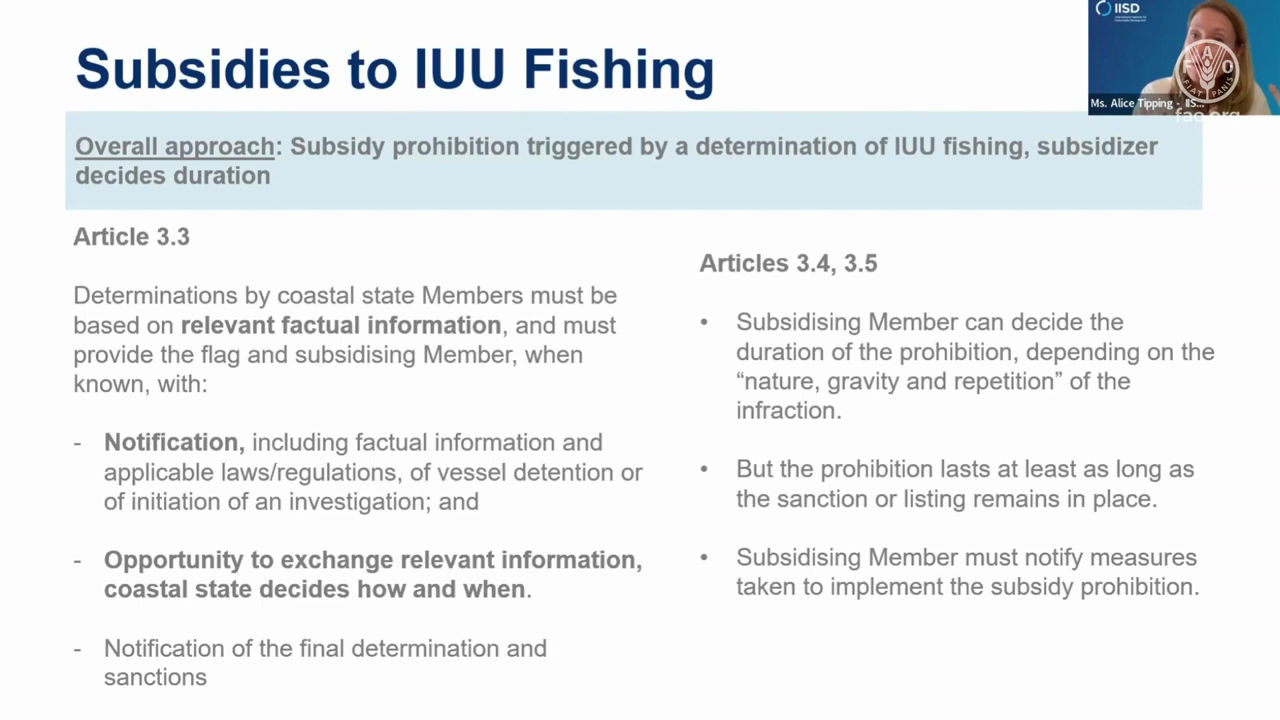 Subsidies to IUU Fishing
IISD
Ms. Alice Tipping - IIS...
FAO
FIAT PANIS
fao.org
Overall approach: Subsidy prohibition triggered by a determination of IUU fishing, subsidizer
decides duration
Article 3.3
Determinations by coastal state Members must be
based on relevant factual information, and must
provide the flag and subsidising Member, when
known, with:
- Notification, including factual information and
applicable laws/regulations, of vessel detention or
of initiation of an investigation; and
- Opportunity to exchange relevant information,
coastal state decides how and when.
- Notification of the final determination and
sanctions
Articles 3.4, 3.5
• Subsidising Member can decide the
duration of the prohibition, depending on the
“nature, gravity and repetition” of the
infraction.
• But the prohibition lasts at least as long as
the sanction or listing remains in place.
• Subsidising Member must notify measures
taken to implement the subsidy prohibition.